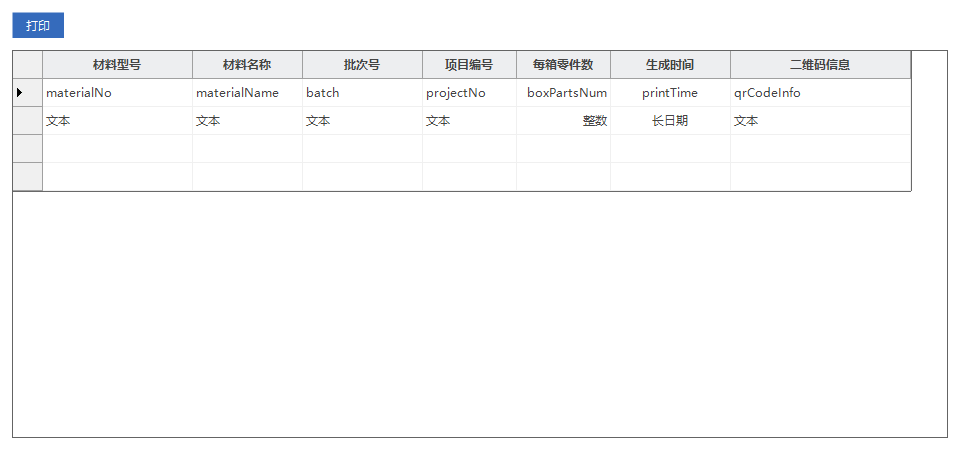 打印
材料型号 材料名称 批次号 项目编号 每箱零件数 生成时间 二维码信息
materialNo materialName batch projectNo boxPartsNum printTime qrCodeInfo
文本 文本 文本 文本 整数 长日期 文本